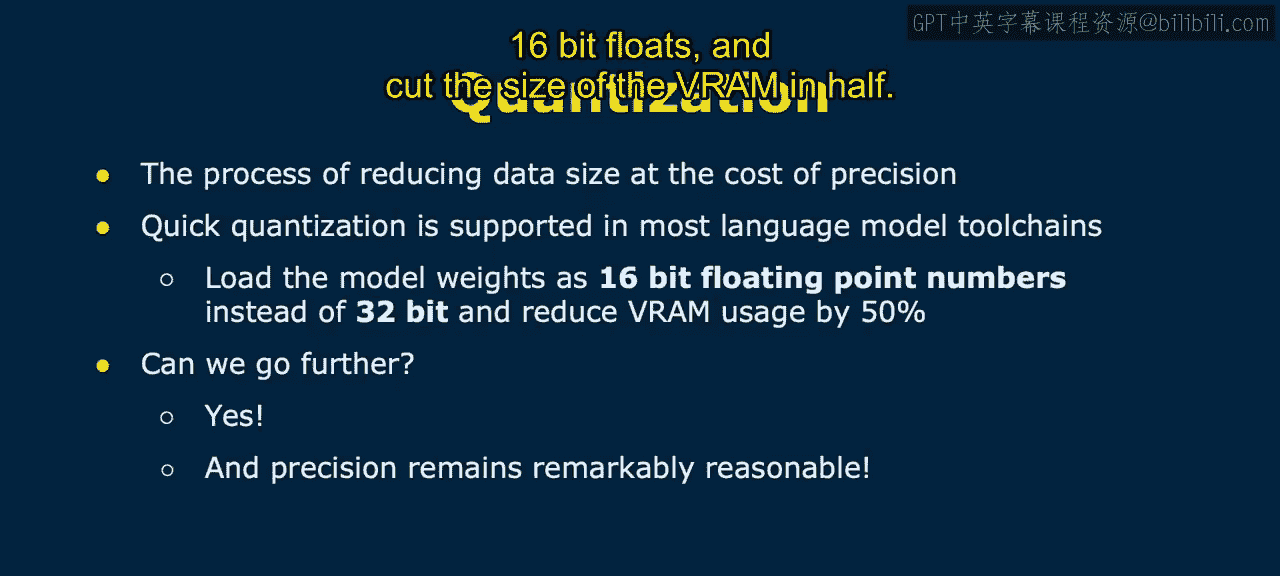 GPT中英字幕课程资源@bilibili.com
16 bit floats, and
cut the size of the VRAM in half.
Quantization
● The process of reducing data size at the cost of precision
● Quick quantization is supported in most language model toolchains
○ Load the model weights as 16 bit floating point numbers
instead of 32 bit and reduce VRAM usage by 50%
● Can we go further?
○ Yes!
○ And precision remains remarkably reasonable!